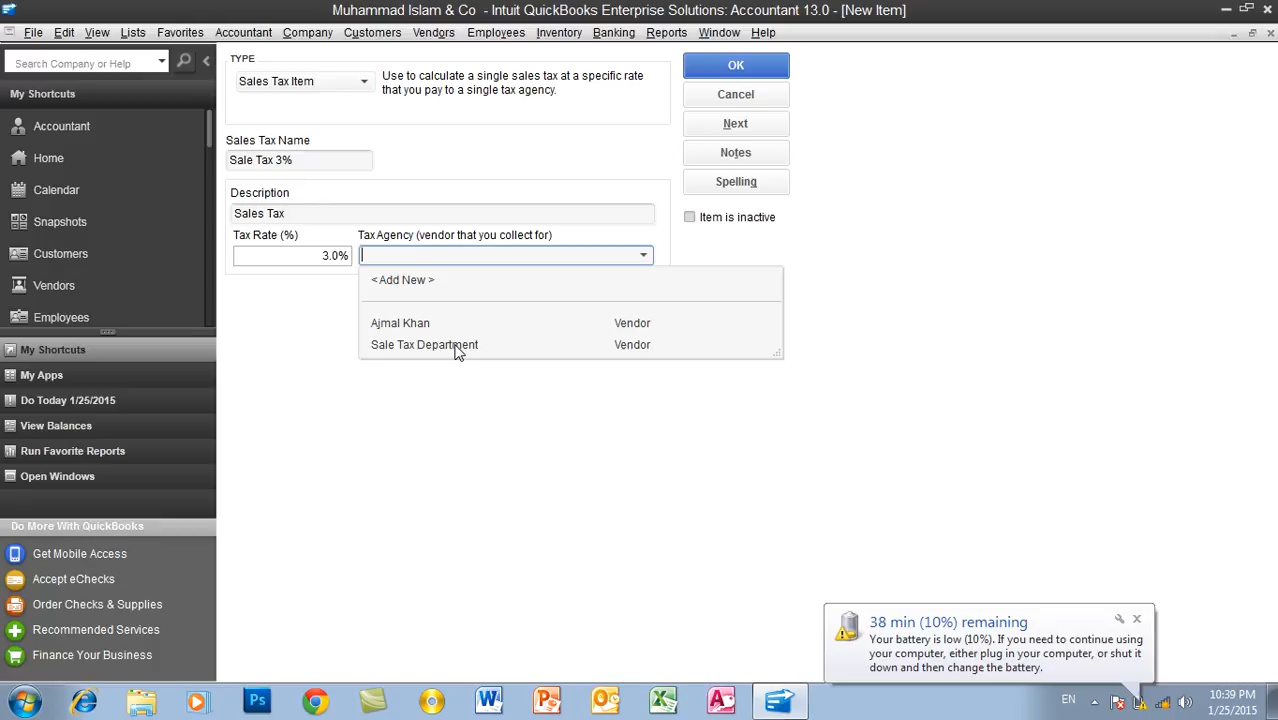 Muhammad Islam & Co - Intuit QuickBooks Enterprise Solutions: Accountant 13.0 - [New Item]
File Edit View Lists Favorites Accountant Company Customers Vendors Employees Inventory Banking Reports Window Help
Search Company or Help
My Shortcuts
Accountant
Home
Calendar
Snapshots
Customers
Vendors
Employees
My Shortcuts
My Apps
Do Today 1/25/2015
View Balances
Run Favorite Reports
Open Windows
Do More With QuickBooks
Get Mobile Access
Accept eChecks
Order Checks & Supplies
Recommended Services
Finance Your Business
TYPE
Sales Tax Item
Use to calculate a single sales tax at a specific rate
that you pay to a single tax agency.
Sales Tax Name
Sale Tax 3%
Description
Sales Tax
Tax Rate (%) Tax Agency (vendor that you collect for)
3.0%
< Add New >
Ajmal Khan Vendor
Sale Tax Department Vendor
OK
Cancel
Next
Notes
Spelling
Item is inactive
38 min (10%) remaining
Your battery is low (10%). If you need to continue using
your computer, either plug in your computer, or shut it
down and then change the battery.
Ps
EN
10:39 PM
1/25/2015